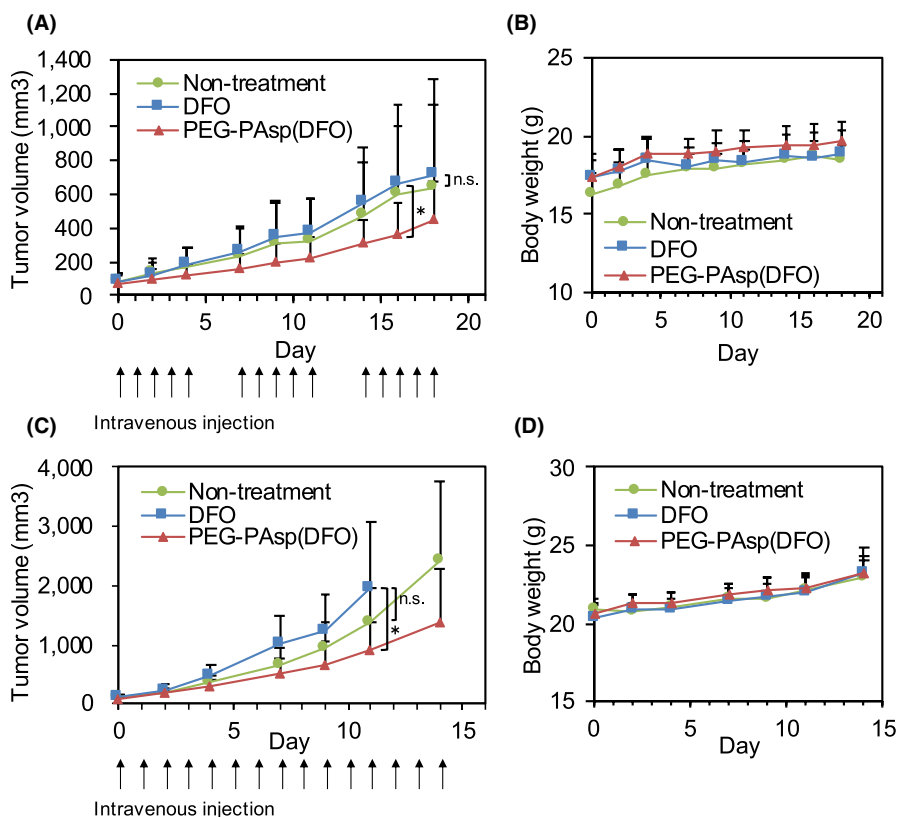 (A)
1,400
1,200
1,000
800
600
400
200
0
Tumor volume (mm3)
Non-treatment
DFO
PEG-PAsp(DFO)
n.s.
*
0 5 10 15 20
Day
Intravenous injection
(B)
25
20
15
10
Body weight (g)
Non-treatment
DFO
PEG-PAsp(DFO)
0 5 10 15 20
Day
(C)
4,000
3,000
2,000
1,000
0
Tumor volume (mm3)
Non-treatment
DFO
PEG-PAsp(DFO)
n.s.
*
0 5 10 15
Day
Intravenous injection
(D)
30
25
20
15
Body weight (g)
Non-treatment
DFO
PEG-PAsp(DFO)
0 5 10 15
Day